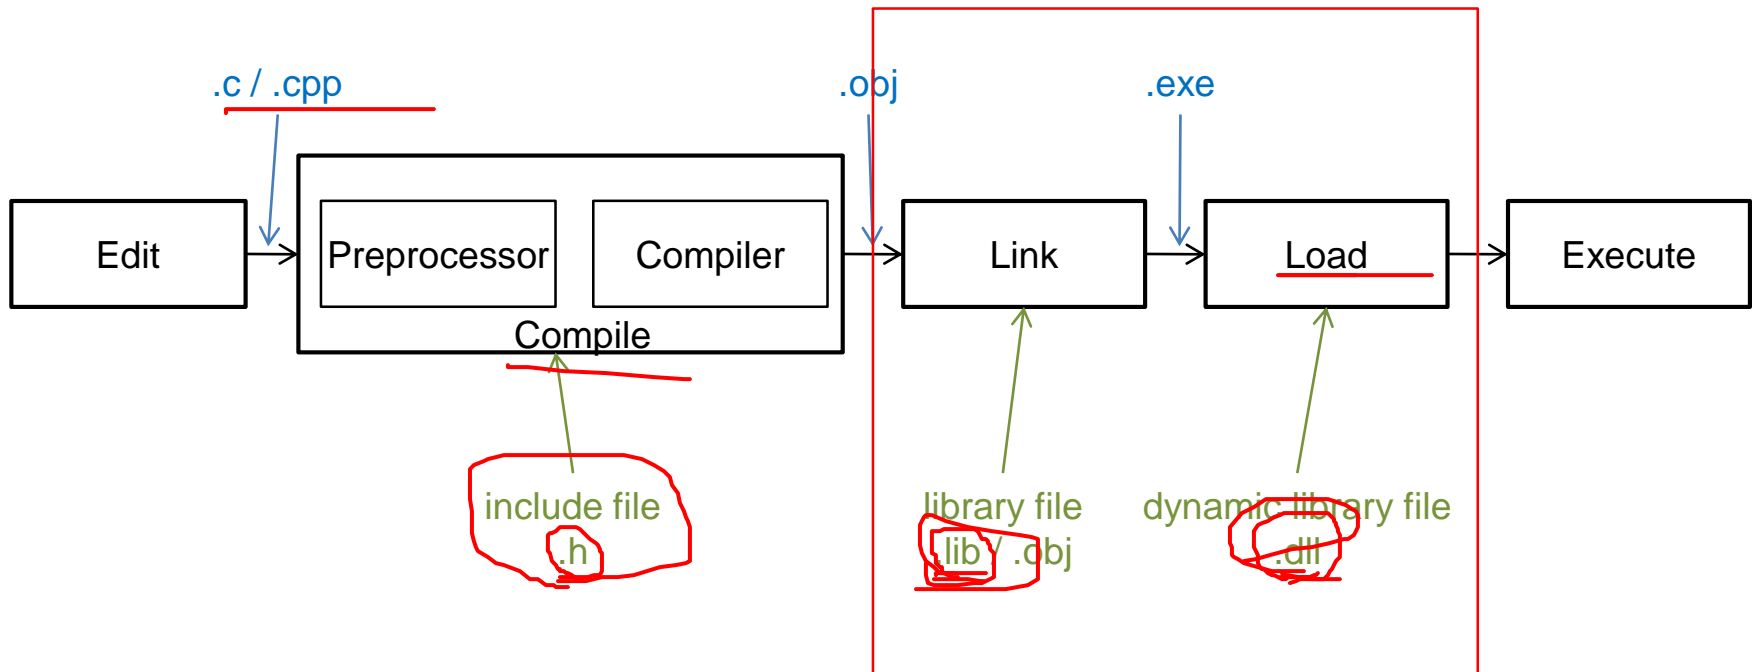 .c / .cpp
.obj
.exe
Edit
Preprocessor
Compiler
Compile
Link
Load
Execute
include file
.h
library file
.lib / .obj
dynamic library file
.dll